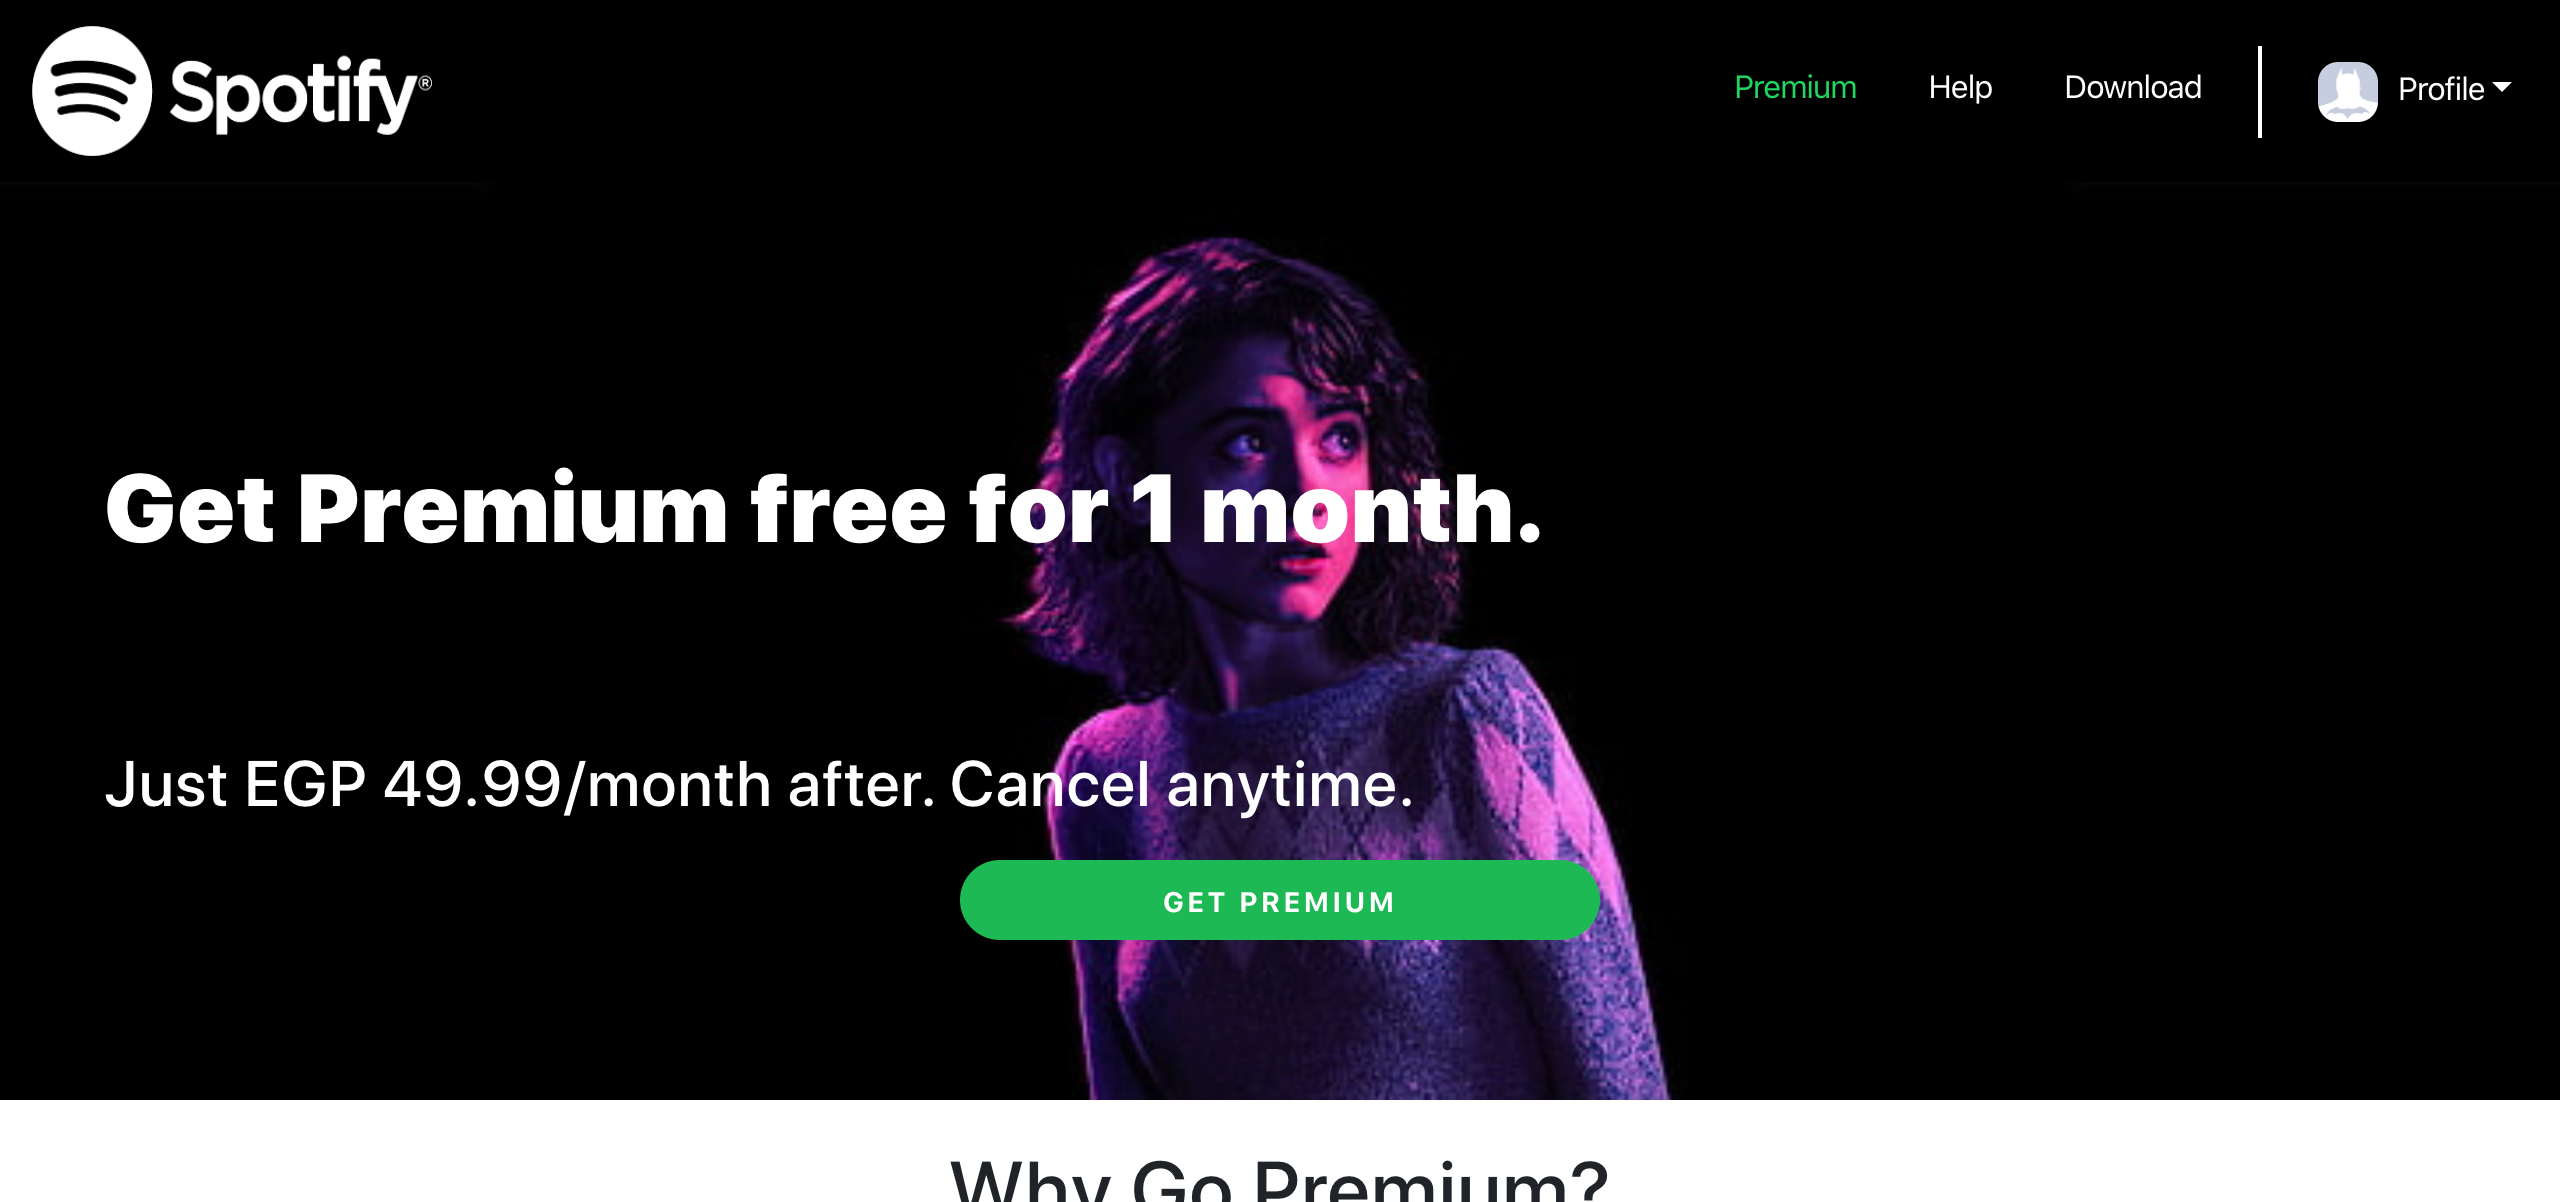 Spotify®
Premium
Help
Download
Profile
Get Premium free for 1 month.
Just EGP 49.99/month after. Cancel anytime.
GET PREMIUM
Why Go Premium?